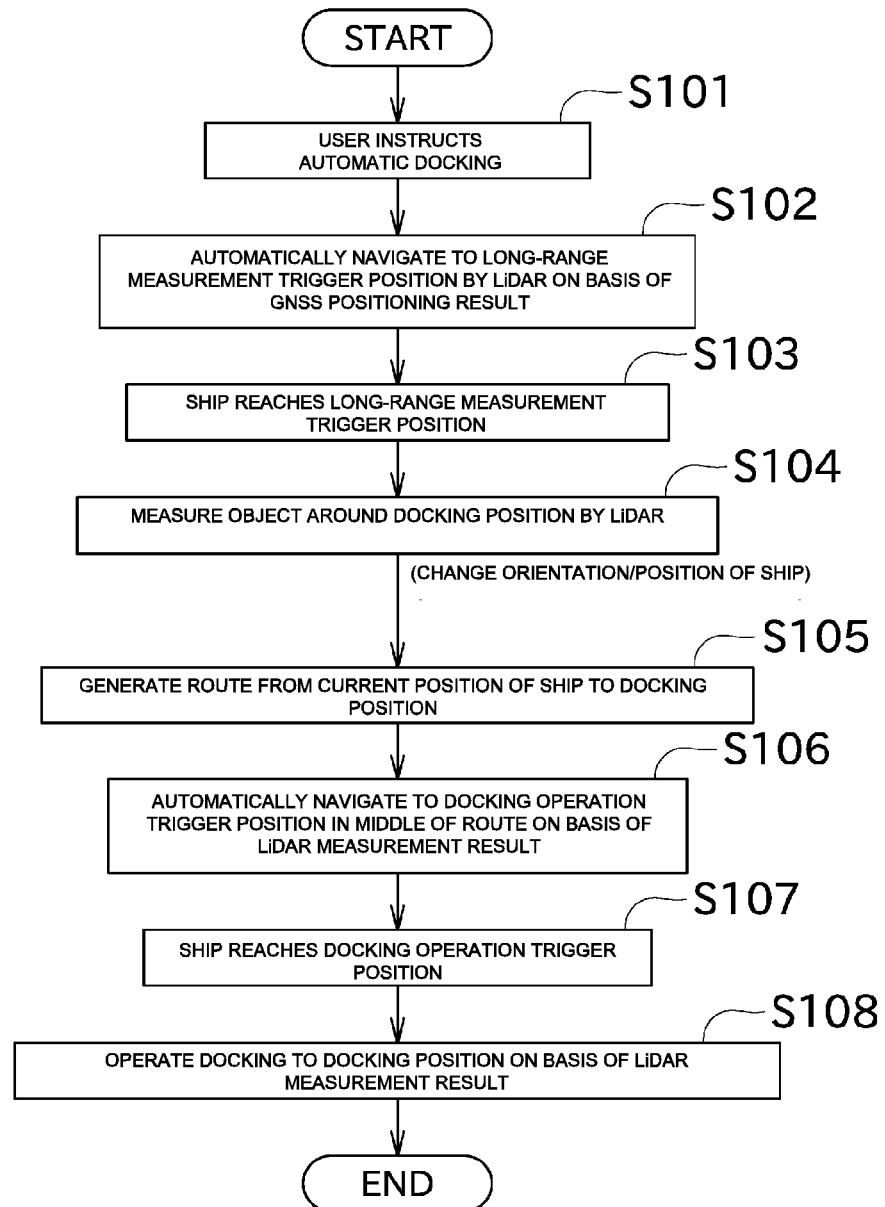 START
S101
USER INSTRUCTS
AUTOMATIC DOCKING
S102
AUTOMATICALLY NAVIGATE TO LONG-RANGE
MEASUREMENT TRIGGER POSITION BY LiDAR ON BASIS OF
GNSS POSITIONING RESULT
S103
SHIP REACHES LONG-RANGE MEASUREMENT
TRIGGER POSITION
S104
MEASURE OBJECT AROUND DOCKING POSITION BY LiDAR
(CHANGE ORIENTATION/POSITION OF SHIP)
S105
GENERATE ROUTE FROM CURRENT POSITION OF SHIP TO DOCKING
POSITION
S106
AUTOMATICALLY NAVIGATE TO DOCKING OPERATION
TRIGGER POSITION IN MIDDLE OF ROUTE ON BASIS OF
LiDAR MEASUREMENT RESULT
S107
SHIP REACHES DOCKING OPERATION TRIGGER
POSITION
S108
OPERATE DOCKING TO DOCKING POSITION ON BASIS OF LiDAR
MEASUREMENT RESULT
END